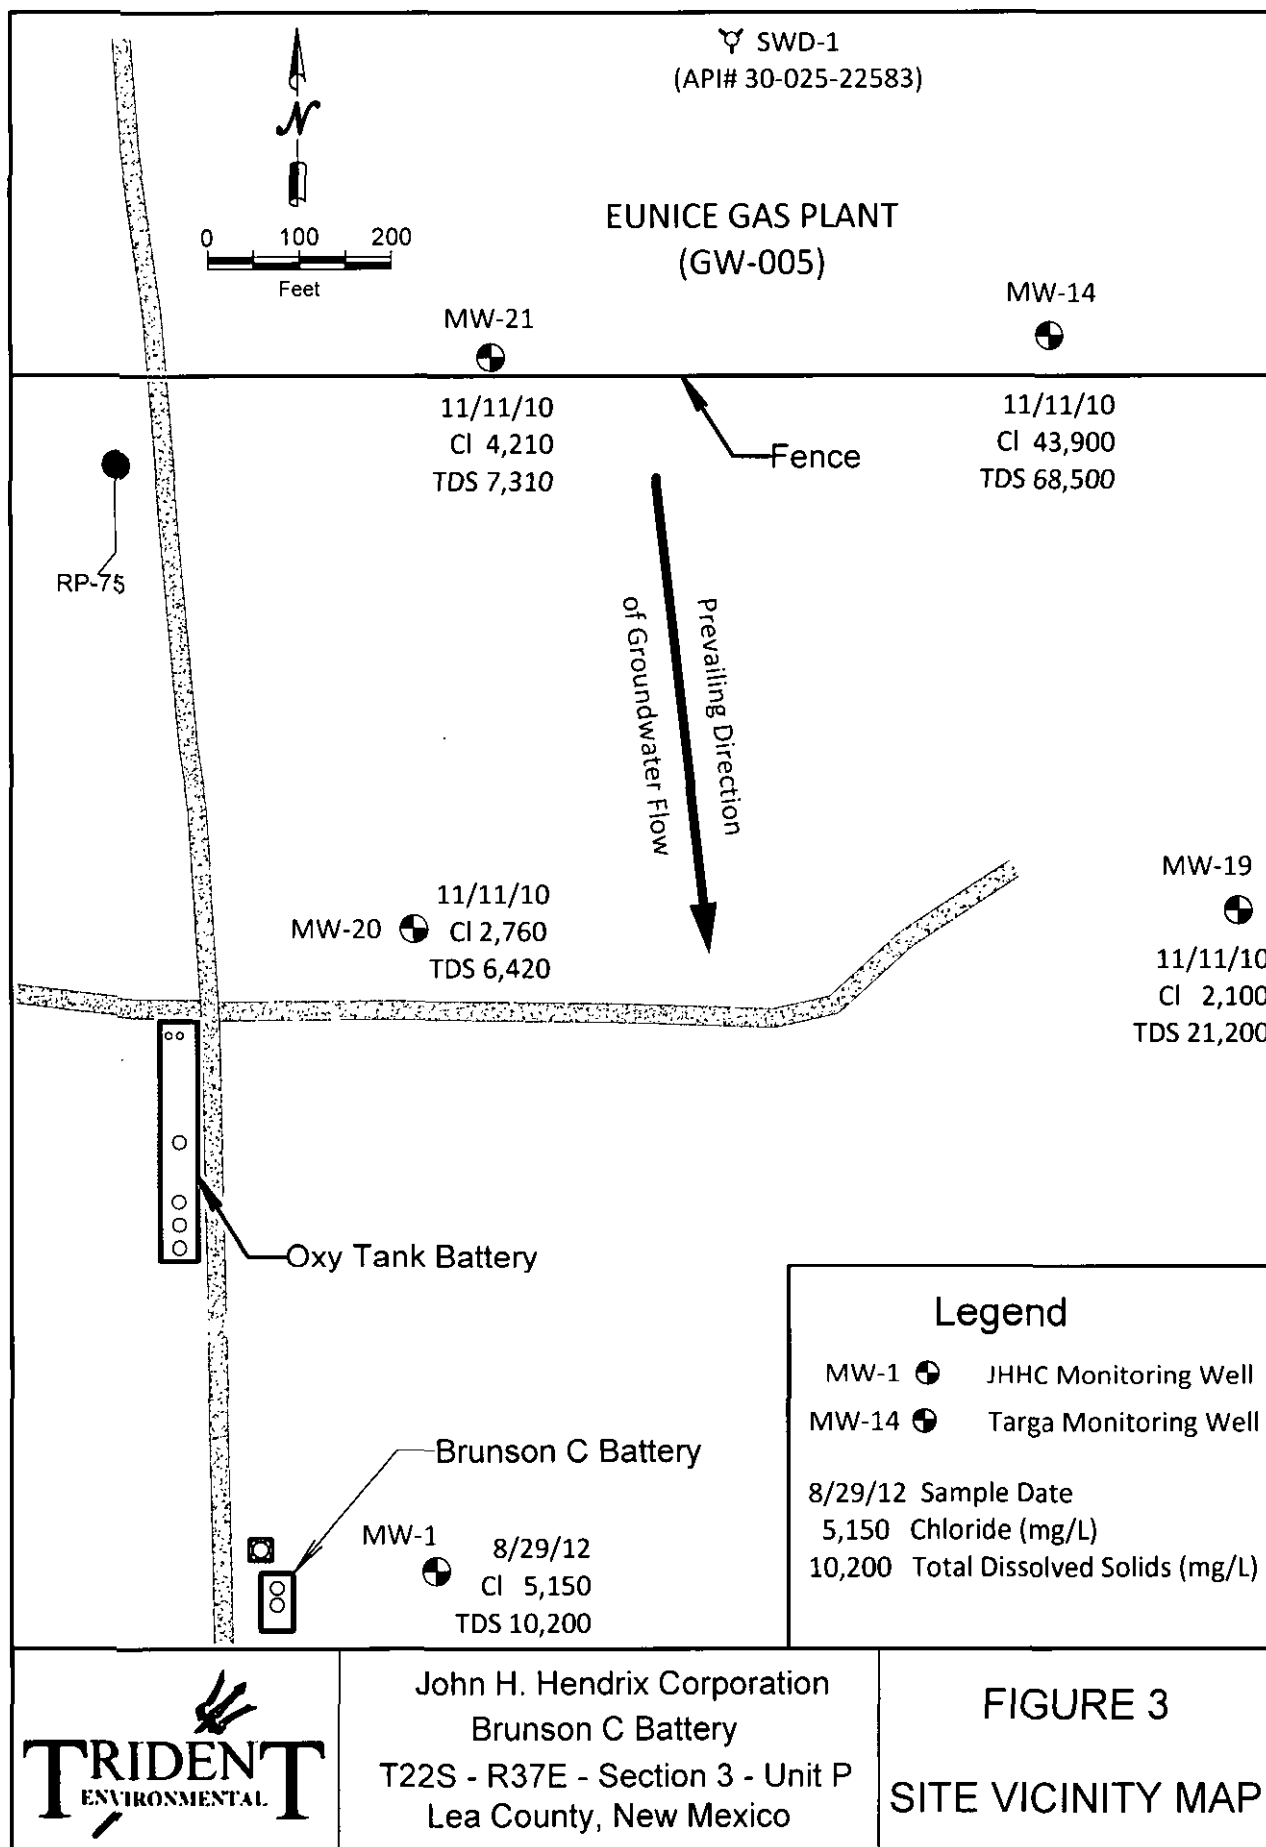 SWD-1
(API# 30-025-22583)
N
0 100 200
Feet
EUNICE GAS PLANT
(GW-005)
MW-21
MW-14
11/11/10
Cl 4,210
TDS 7,310
Fence
11/11/10
Cl 43,900
TDS 68,500
RP-75
Prevailing Direction
of Groundwater Flow
MW-20
11/11/10
Cl 2,760
TDS 6,420
MW-19
11/11/10
Cl 2,100
TDS 21,200
Oxy Tank Battery
Legend
MW-1 JHHC Monitoring Well
MW-14 Targa Monitoring Well
8/29/12 Sample Date
5,150 Chloride (mg/L)
10,200 Total Dissolved Solids (mg/L)
Brunson C Battery
MW-1
8/29/12
Cl 5,150
TDS 10,200
TRIDENT
ENVIRONMENTAL
John H. Hendrix Corporation
Brunson C Battery
T22S - R37E - Section 3 - Unit P
Lea County, New Mexico
FIGURE 3
SITE VICINITY MAP